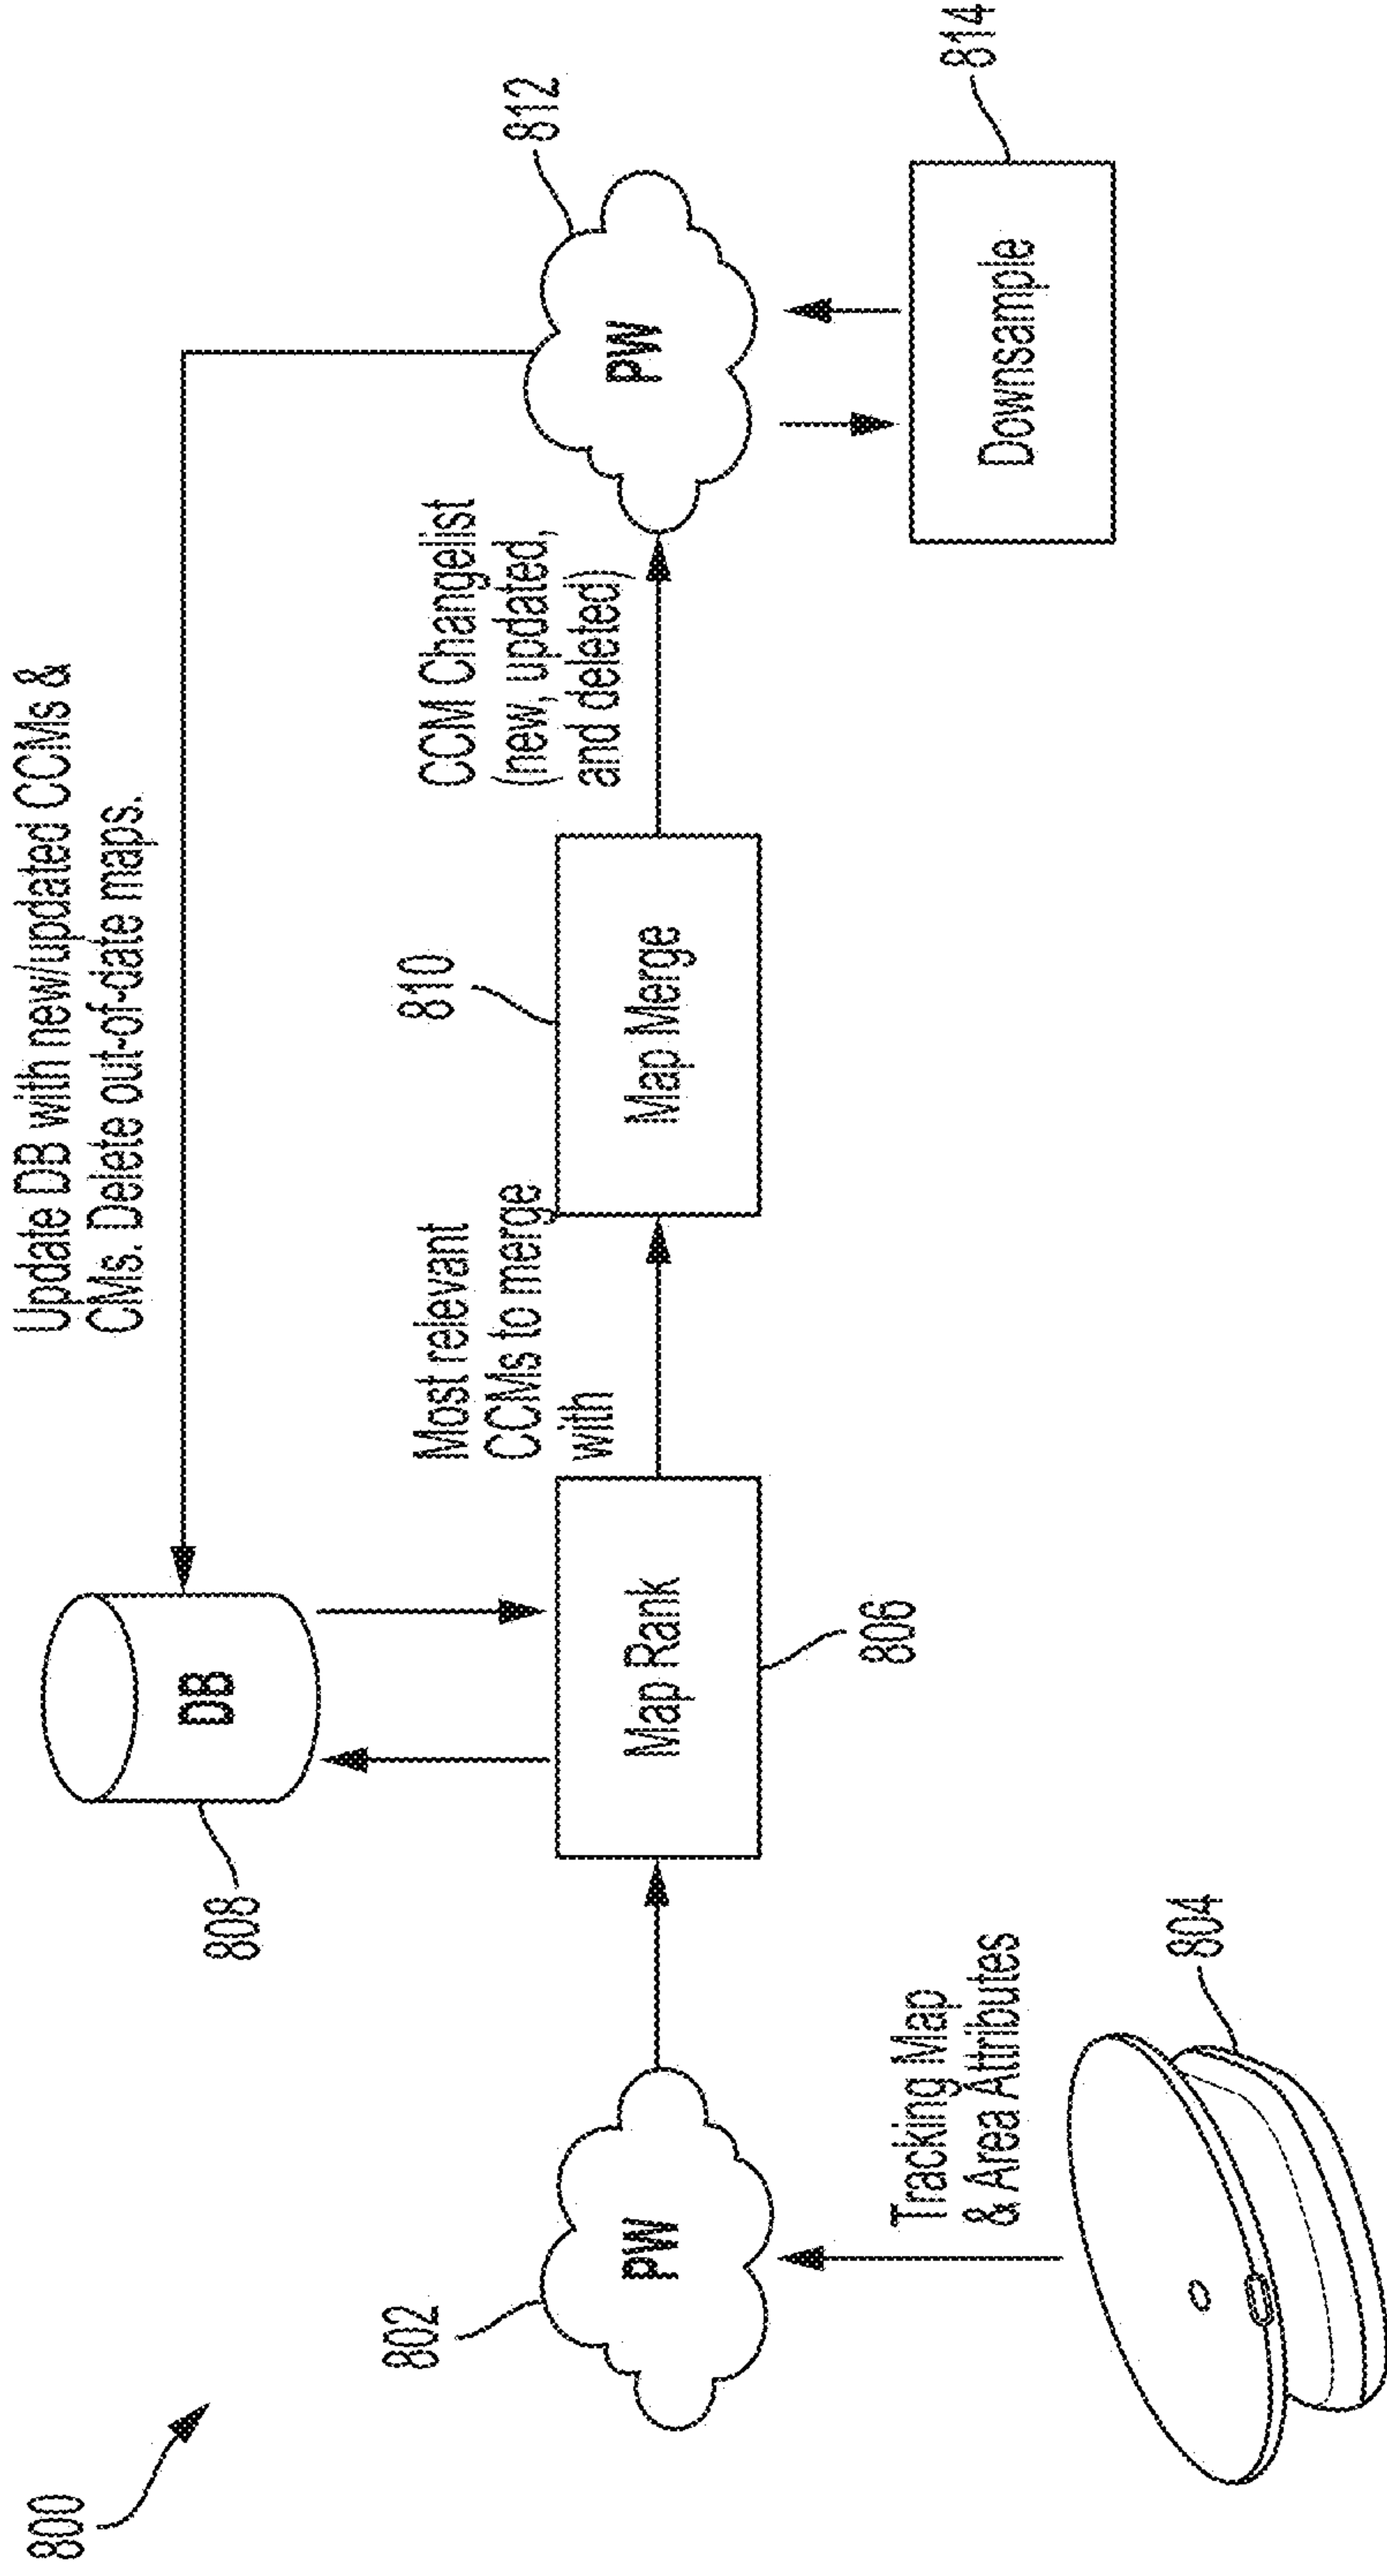 800
Update DB with new/updated CCMs &
CMs. Delete out-of-date maps.
808
DB
802
PW
Map Rank
806
Most relevant
CCMs to merge
with
810
Map Merge
CCM Changelist
(new, updated,
and deleted)
812
PW
Tracking Map
& Area Attributes
804
Downsample
814